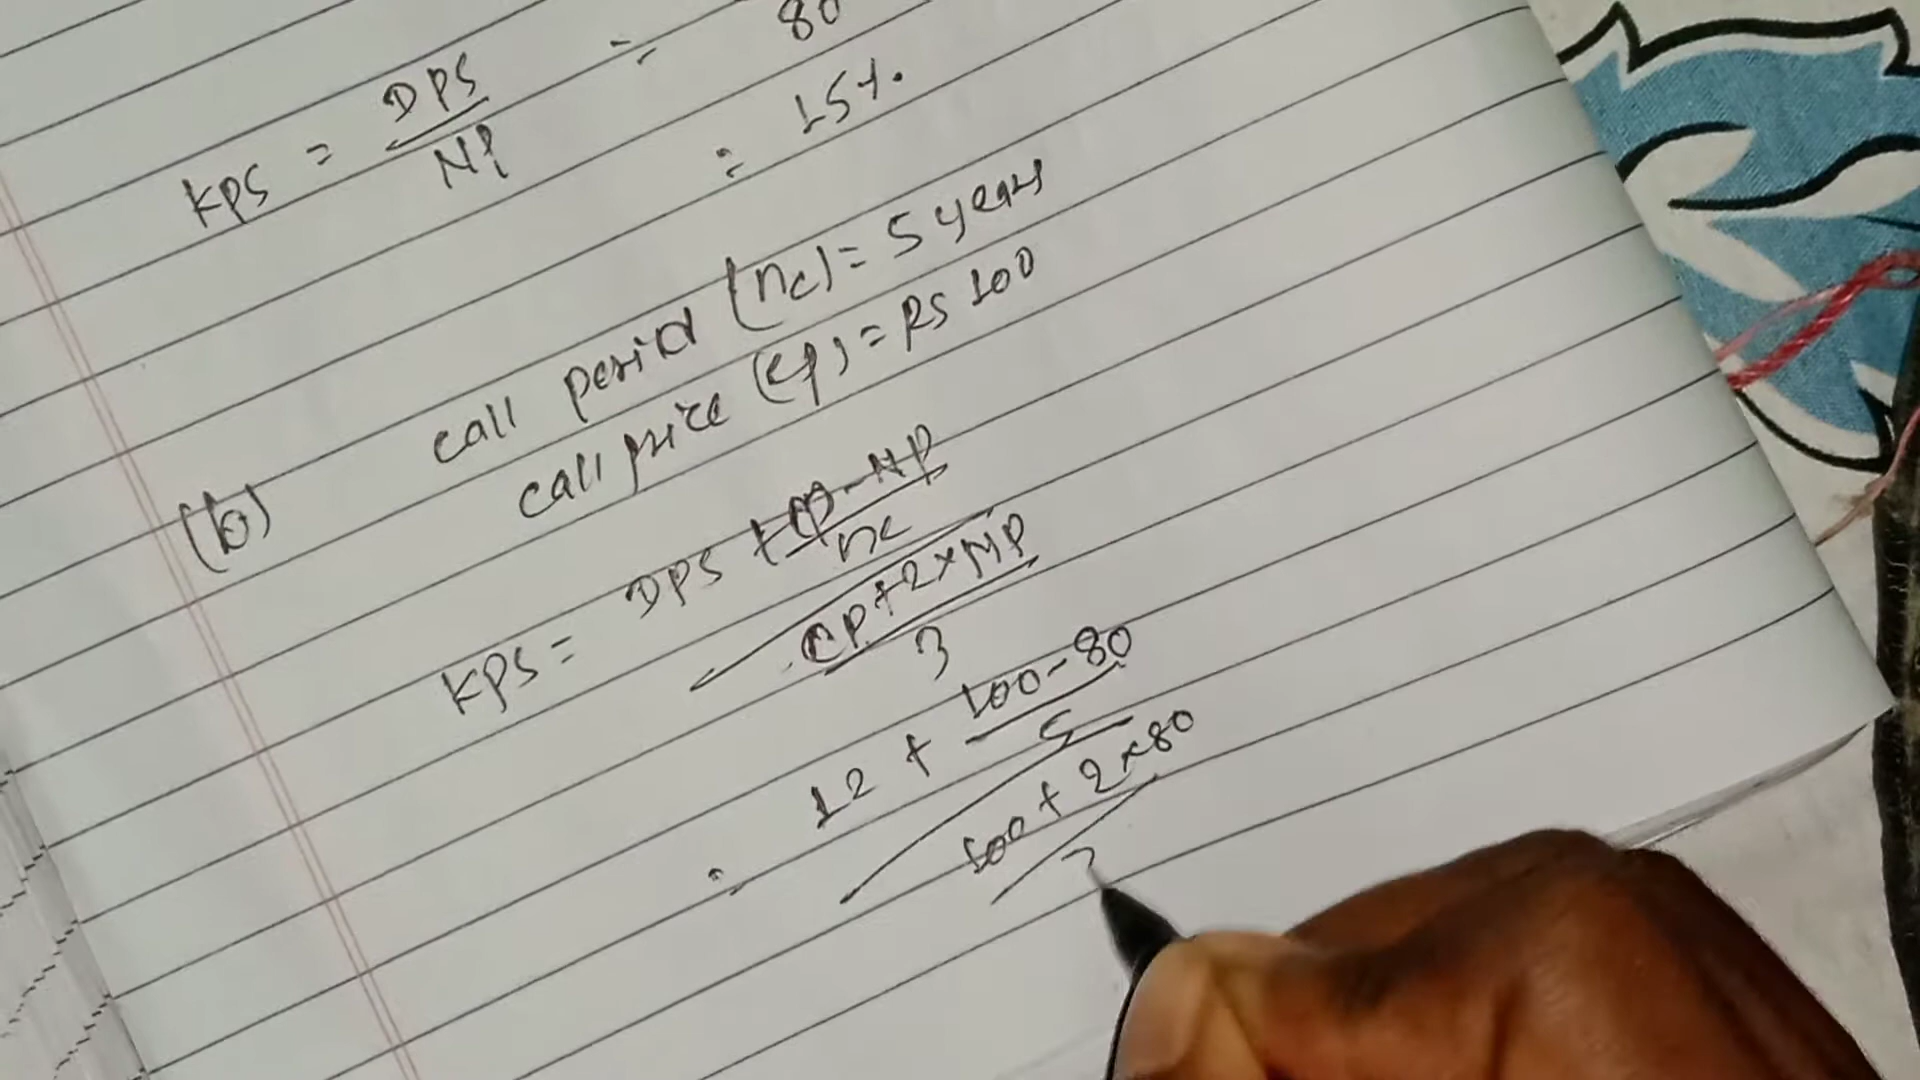 KPS = DPS / NP = 80
= 15%.
(b) call period (nc) = 5 years
call price (cp) = RS 100
KPS = DPS + CP - NP / nc
CP + 2 × NP / 3
= 12 + 100 - 80 / 5
100 + 2 × 80 / 3